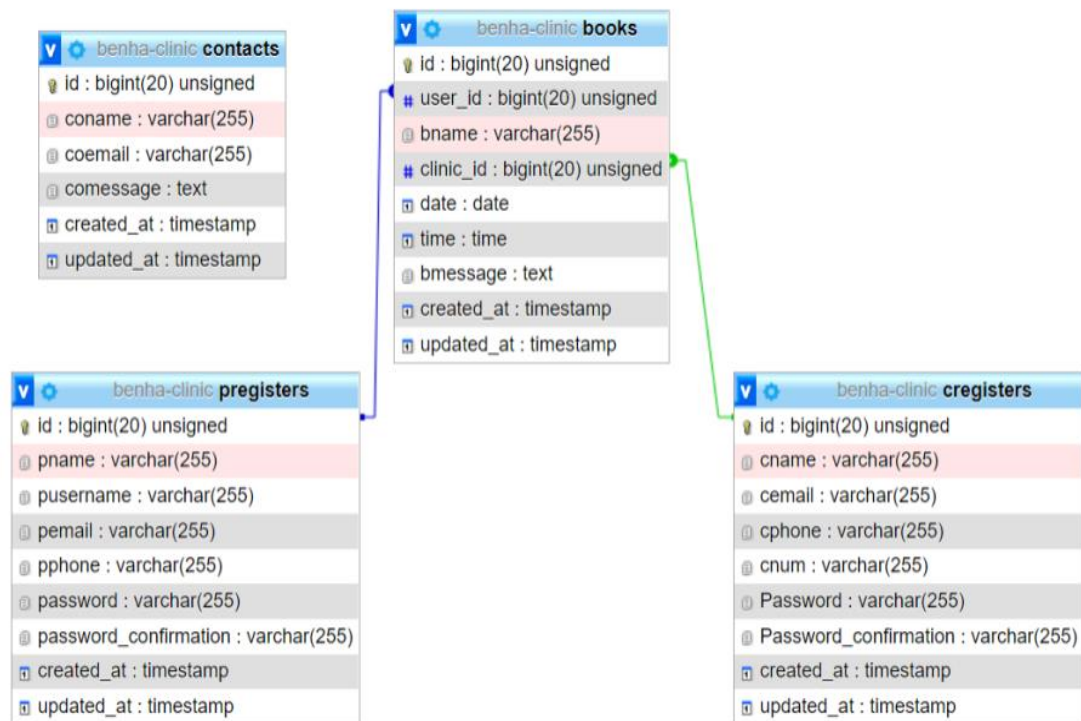 benha-clinic contacts
id : bigint(20) unsigned
coname : varchar(255)
coemail : varchar(255)
comessage : text
created_at : timestamp
updated_at : timestamp
benha-clinic books
id : bigint(20) unsigned
user_id : bigint(20) unsigned
bname : varchar(255)
clinic_id : bigint(20) unsigned
date : date
time : time
bmessage : text
created_at : timestamp
updated_at : timestamp
benha-clinic pregisters
id : bigint(20) unsigned
pname : varchar(255)
pusername : varchar(255)
pemail : varchar(255)
pphone : varchar(255)
password : varchar(255)
password_confirmation : varchar(255)
created_at : timestamp
updated_at : timestamp
benha-clinic cregisters
id : bigint(20) unsigned
cname : varchar(255)
cemail : varchar(255)
cphone : varchar(255)
cnum : varchar(255)
Password : varchar(255)
Password_confirmation : varchar(255)
created_at : timestamp
updated_at : timestamp